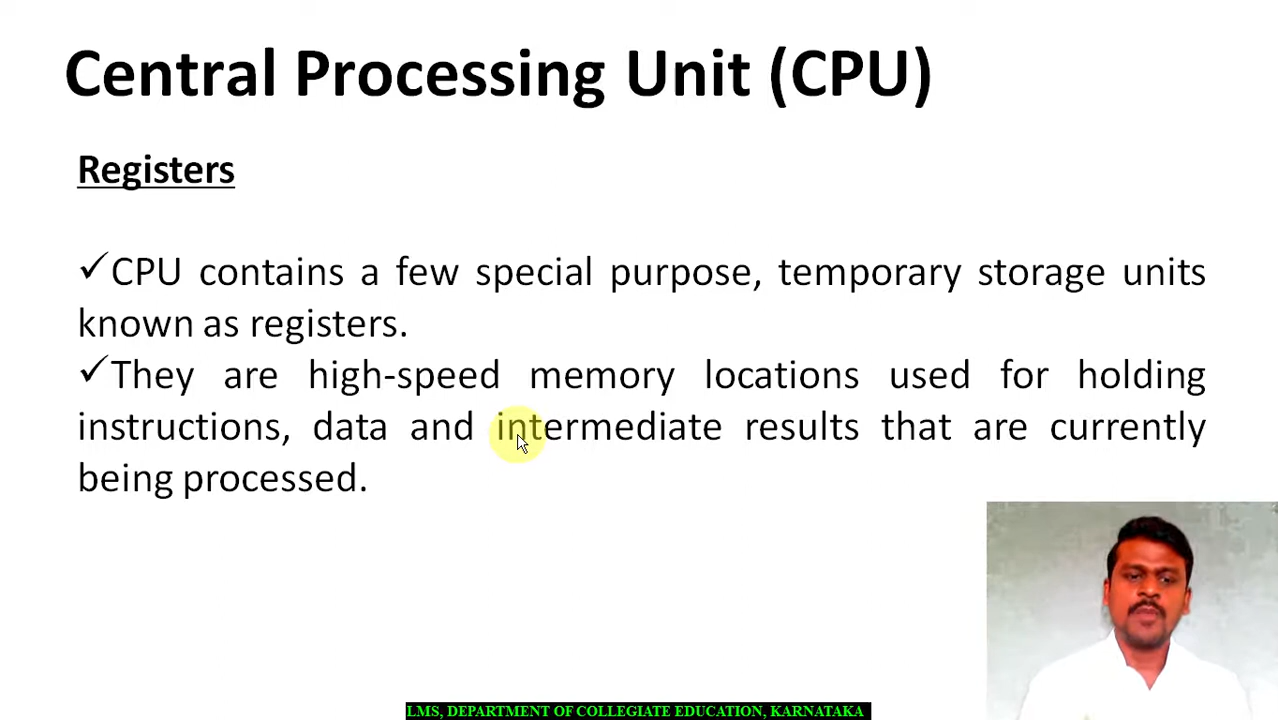 Central Processing Unit (CPU)
Registers
✓CPU contains a few special purpose, temporary storage units
known as registers.
✓They are high-speed memory locations used for holding
instructions, data and intermediate results that are currently
being processed.
LMS, DEPARTMENT OF COLLEGIATE EDUCATION, KARNATAKA